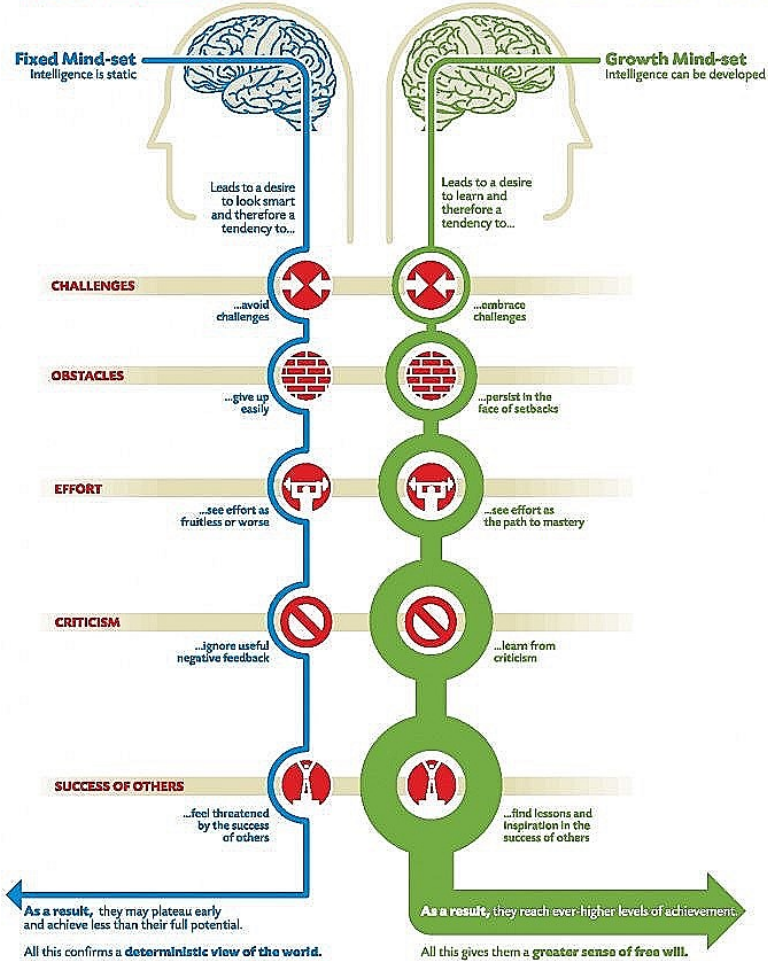 Fixed Mind-set
Intelligence is static
Growth Mind-set
Intelligence can be developed
Leads to a desire
to look smart
and therefore a
tendency to...
Leads to a desire
to learn and
therefore a
tendency to...
CHALLENGES
...avoid
challenges
...embrace
challenges
OBSTACLES
...give up
easily
...persist in the
face of setbacks
EFFORT
...see effort as
fruitless or worse
...see effort as
the path to mastery
CRITICISM
...ignore useful
negative feedback
...learn from
criticism
SUCCESS OF OTHERS
...feel threatened
by the success
of others
...find lessons and
inspiration in the
success of others
As a result, they may plateau early
and achieve less than their full potential.
All this confirms a deterministic view of the world.
As a result, they reach ever-higher levels of achievement.
All this gives them a greater sense of free will.